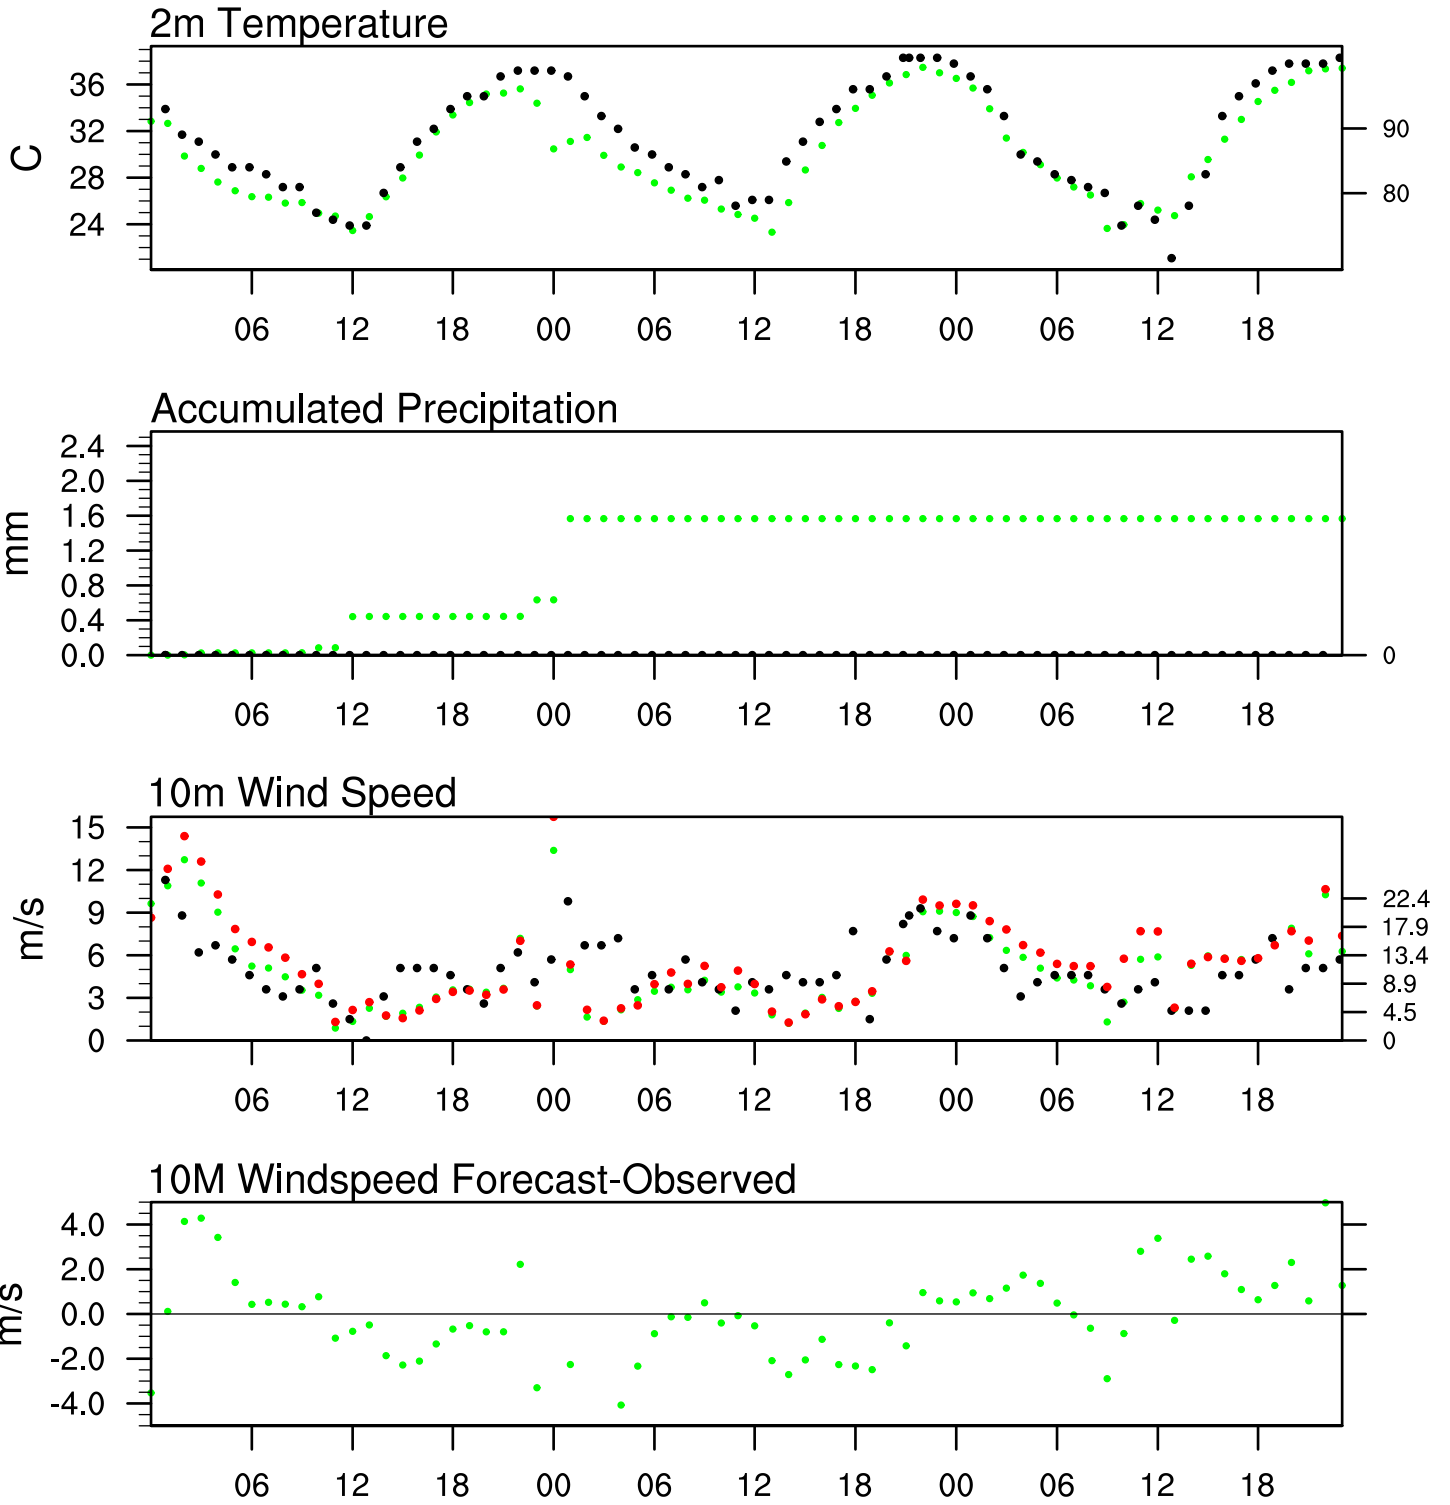 2m Temperature
C
36
32
28
24
90
80
06 12 18 00 06 12 18 00 06 12 18
Accumulated Precipitation
mm
2.4
2.0
1.6
1.2
0.8
0.4
0.0
0
06 12 18 00 06 12 18 00 06 12 18
10m Wind Speed
m/s
15
12
9
6
3
0
22.4
17.9
13.4
8.9
4.5
0
06 12 18 00 06 12 18 00 06 12 18
10M Windspeed Forecast-Observed
m/s
4.0
2.0
0.0
-2.0
-4.0
06 12 18 00 06 12 18 00 06 12 18